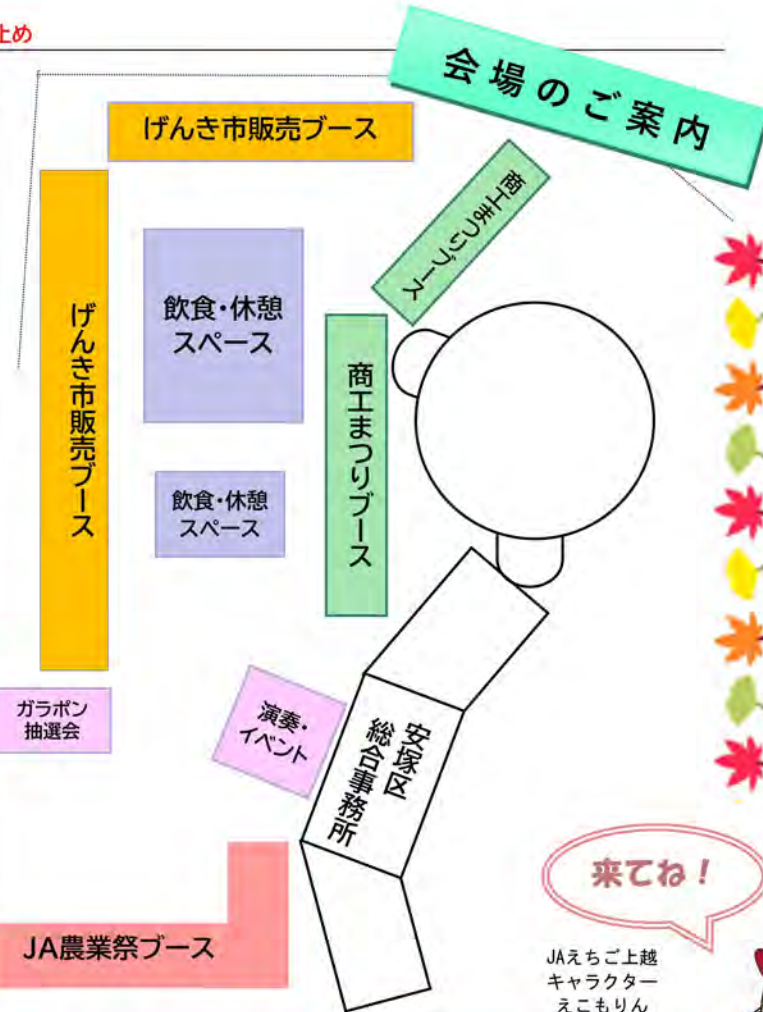 止め
会場のご案内
げんき市販売ブース
商工まつりブース
げんき市販売ブース
飲食・休憩
スペース
商工まつりブース
飲食・休憩
スペース
ガラポン
抽選会
演奏・
イベント
安塚区
総合事務所
来てね！
JA農業祭ブース
JAえちご上越
キャラクター
えこもりん